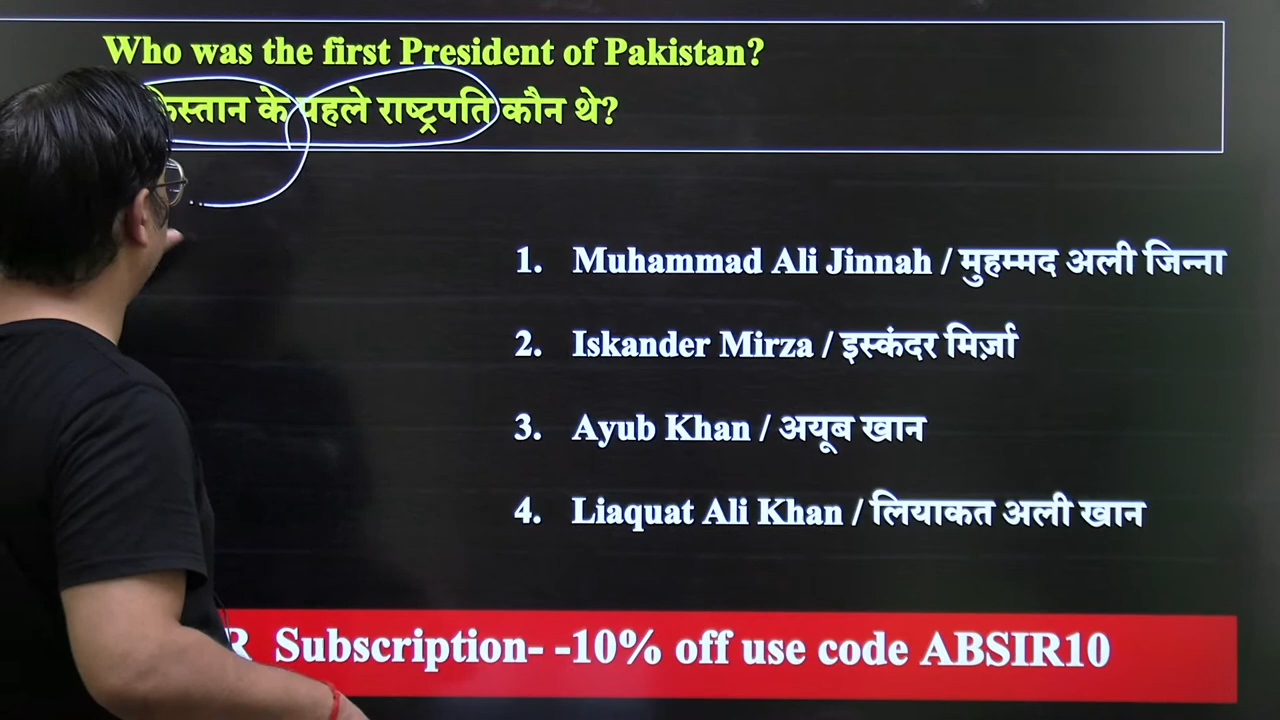 Who was the first President of Pakistan?
के पहले राष्ट्रपति कौन थे?
1. Muhammad Ali Jinnah / मुहम्मद अली जिन्ना
2. Iskander Mirza / इस्कंदर मिर्ज़ा
3. Ayub Khan / अयूब खान
4. Liaquat Ali Khan / लियाकत अली खान
Subscription- -10% off use code ABSIR10